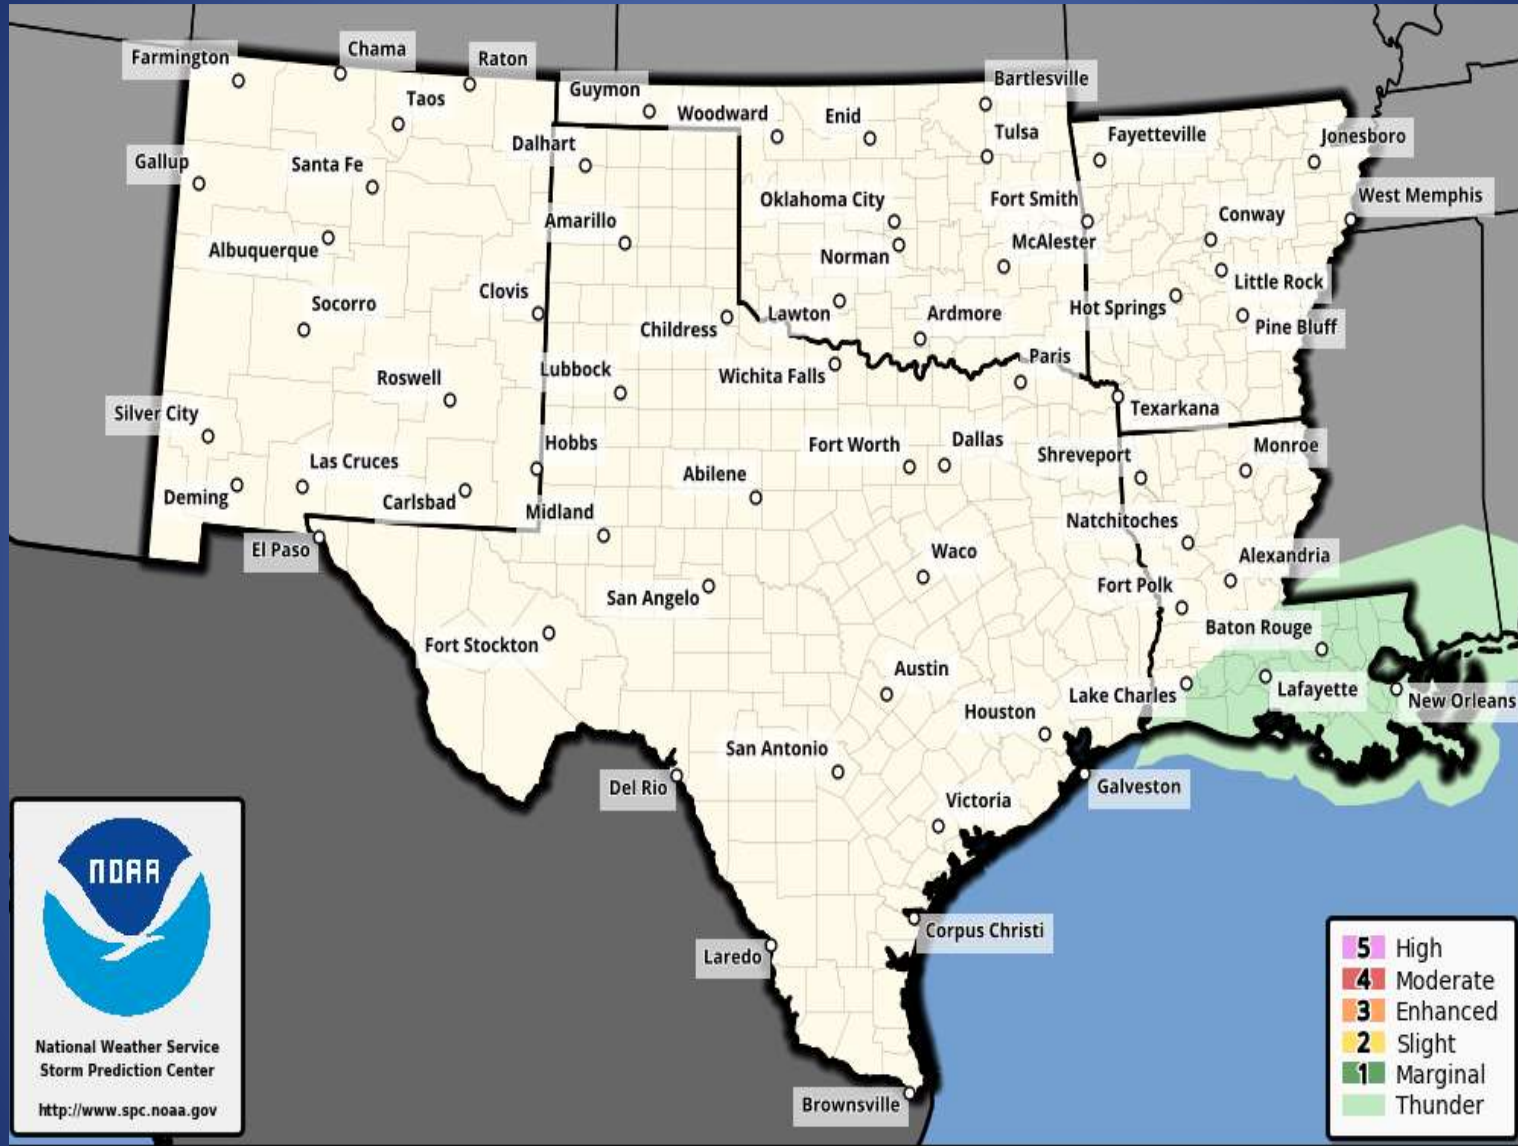 Farmington
Chama
Raton
Taos
Guymon
Woodward
Enid
Bartlesville
Tulsa
Fayetteville
Jonesboro
Gallup
Santa Fe
Dalhart
Oklahoma City
Fort Smith
West Memphis
Conway
Albuquerque
Amarillo
Norman
McAlester
Little Rock
Socorro
Clovis
Childress
Lawton
Ardmore
Hot Springs
Pine Bluff
Roswell
Lubbock
Wichita Falls
Paris
Texarkana
Silver City
Las Cruces
Hobbs
Abilene
Fort Worth
Dallas
Shreveport
Monroe
Deming
Carlsbad
Midland
Natchitoches
El Paso
San Angelo
Waco
Fort Polk
Alexandria
Fort Stockton
Austin
Baton Rouge
Lake Charles
Lafayette
New Orleans
Houston
San Antonio
Del Rio
Victoria
Galveston
Corpus Christi
Laredo
Brownsville
NOAA
National Weather Service
Storm Prediction Center
http://www.spc.noaa.gov
5 High
4 Moderate
3 Enhanced
2 Slight
1 Marginal
Thunder